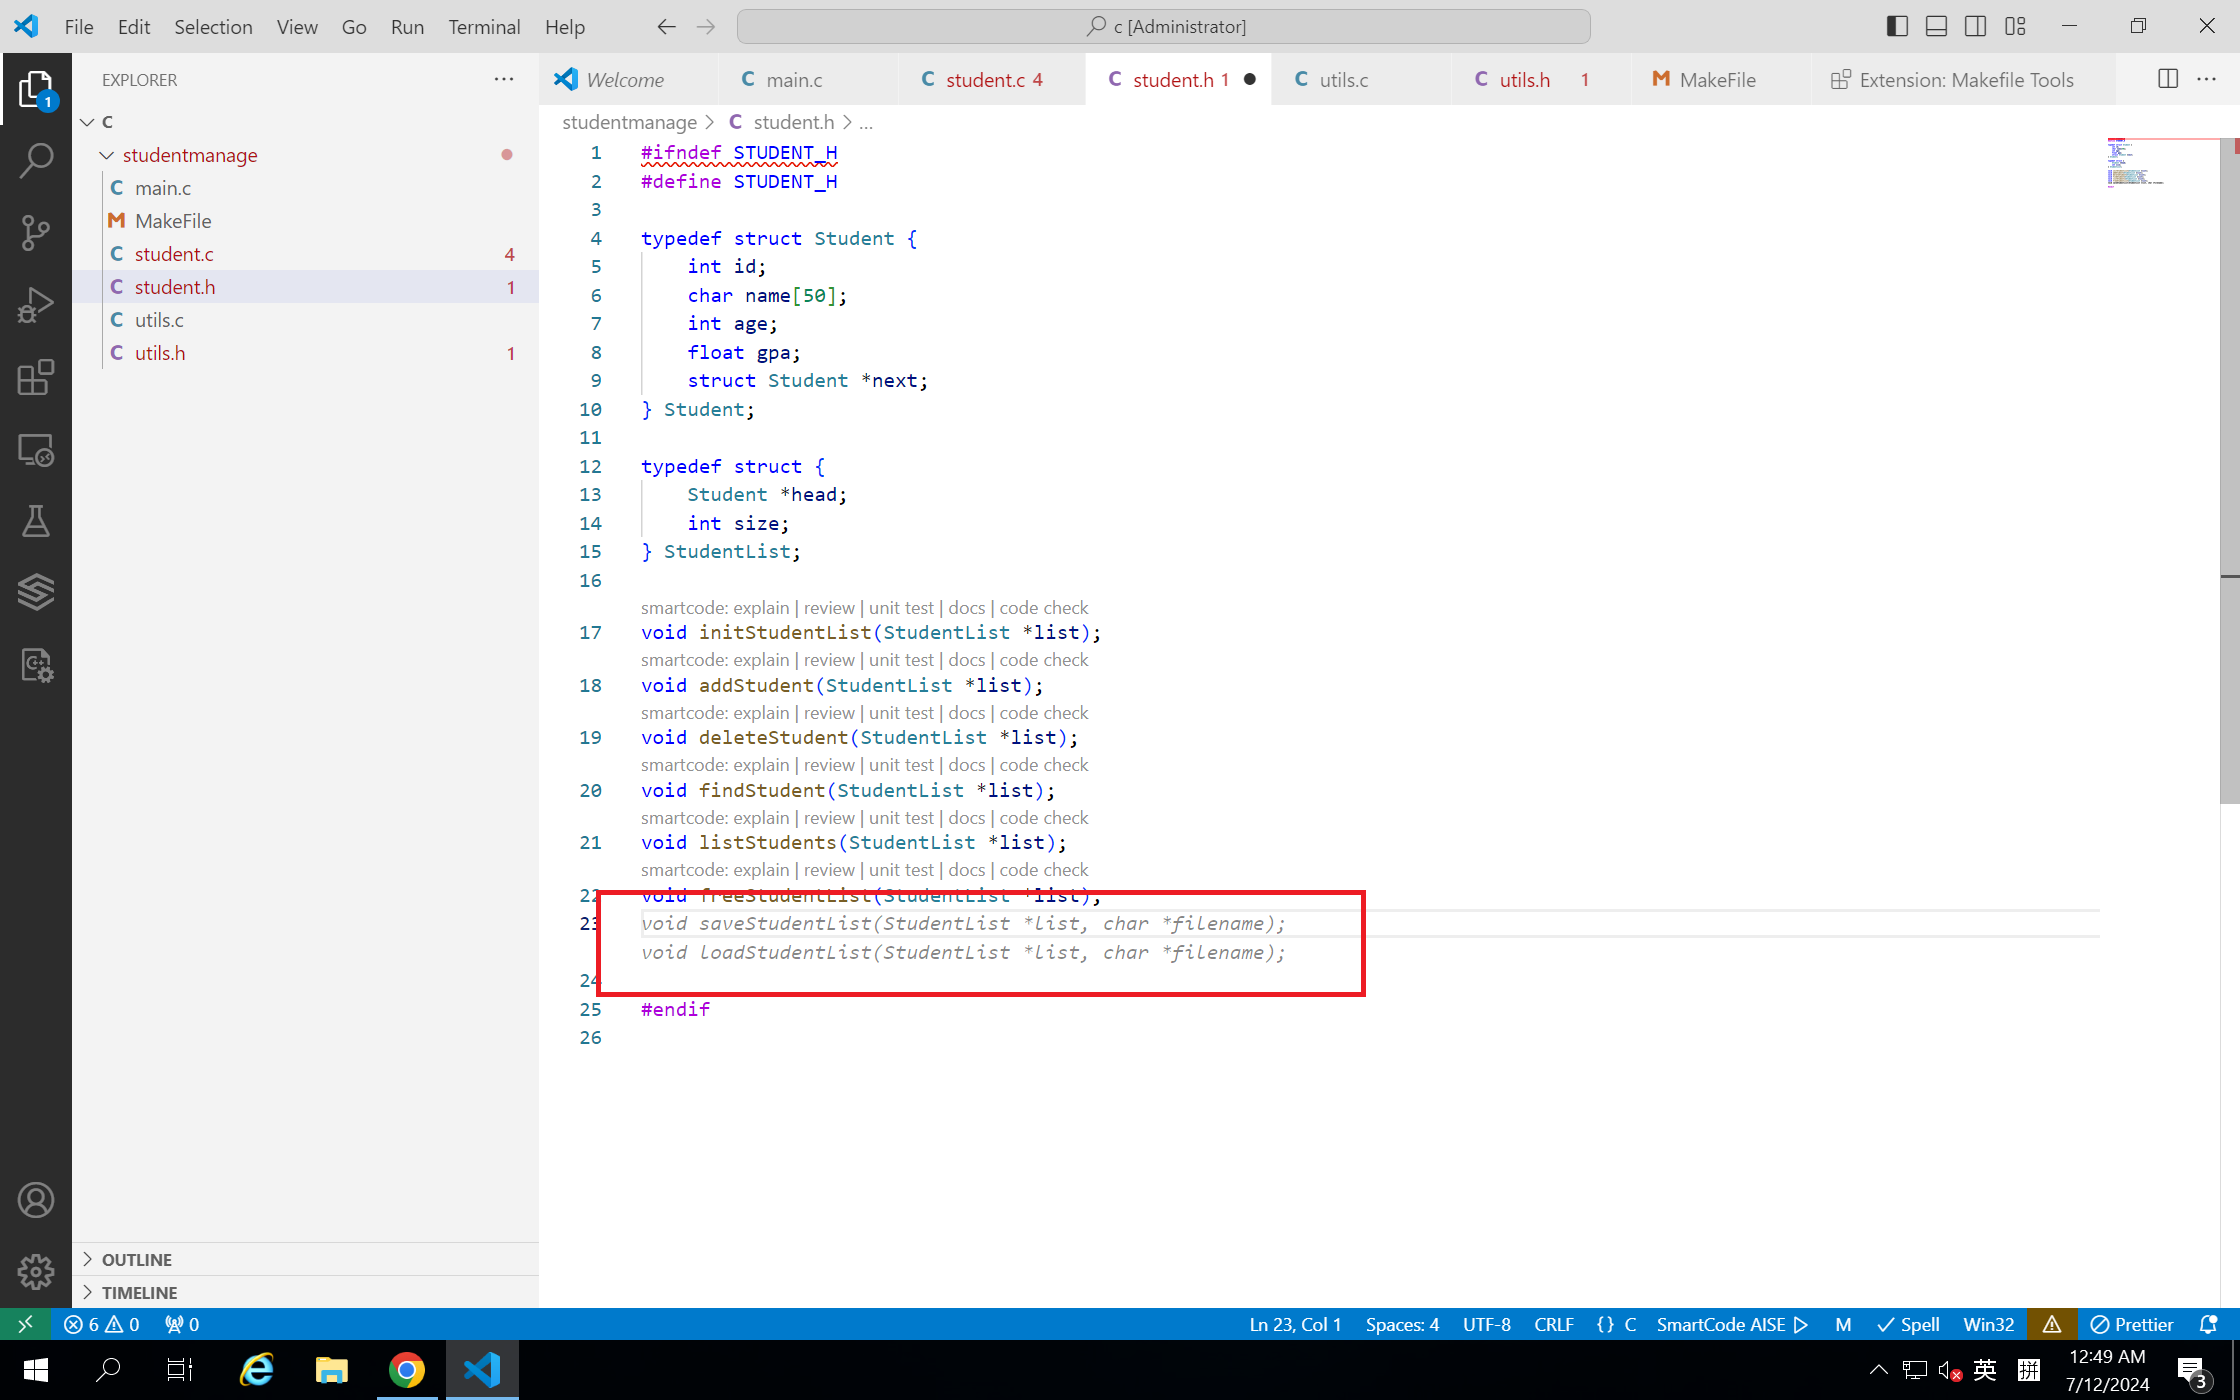 File Edit Selection View Go Run Terminal Help c [Administrator]
EXPLORER
Welcome main.c student.c 4 student.h 1 utils.c utils.h 1 MakeFile Extension: Makefile Tools
1
C
studentmanage
main.c
MakeFile
student.c 4
student.h 1
utils.c
utils.h 1
OUTLINE
TIMELINE
studentmanage > C student.h > ...
1 #ifndef STUDENT_H
2 #define STUDENT_H
3
4 typedef struct Student {
5 int id;
6 char name[50];
7 int age;
8 float gpa;
9 struct Student *next;
10 } Student;
11
12 typedef struct {
13 Student *head;
14 int size;
15 } StudentList;
16
smartcode: explain | review | unit test | docs | code check
17 void initStudentList(StudentList *list);
smartcode: explain | review | unit test | docs | code check
18 void addStudent(StudentList *list);
smartcode: explain | review | unit test | docs | code check
19 void deleteStudent(StudentList *list);
smartcode: explain | review | unit test | docs | code check
20 void findStudent(StudentList *list);
smartcode: explain | review | unit test | docs | code check
21 void listStudents(StudentList *list);
smartcode: explain | review | unit test | docs | code check
22 void freeStudentList(StudentList *list);
23 void saveStudentList(StudentList *list, char *filename);
void loadStudentList(StudentList *list, char *filename);
24
25 #endif
26
6 0 0 Ln 23, Col 1 Spaces: 4 UTF-8 CRLF {} C SmartCode AISE M Spell Win32 Prettier
英 拼 12:49 AM
7/12/2024 3